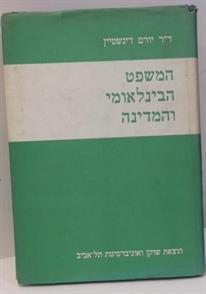 ד"ר יורם דינשטיין
המשפט
הבינלאומי
והמדינה
הוצאת שוקן ואוניברסיטת תל-אביב